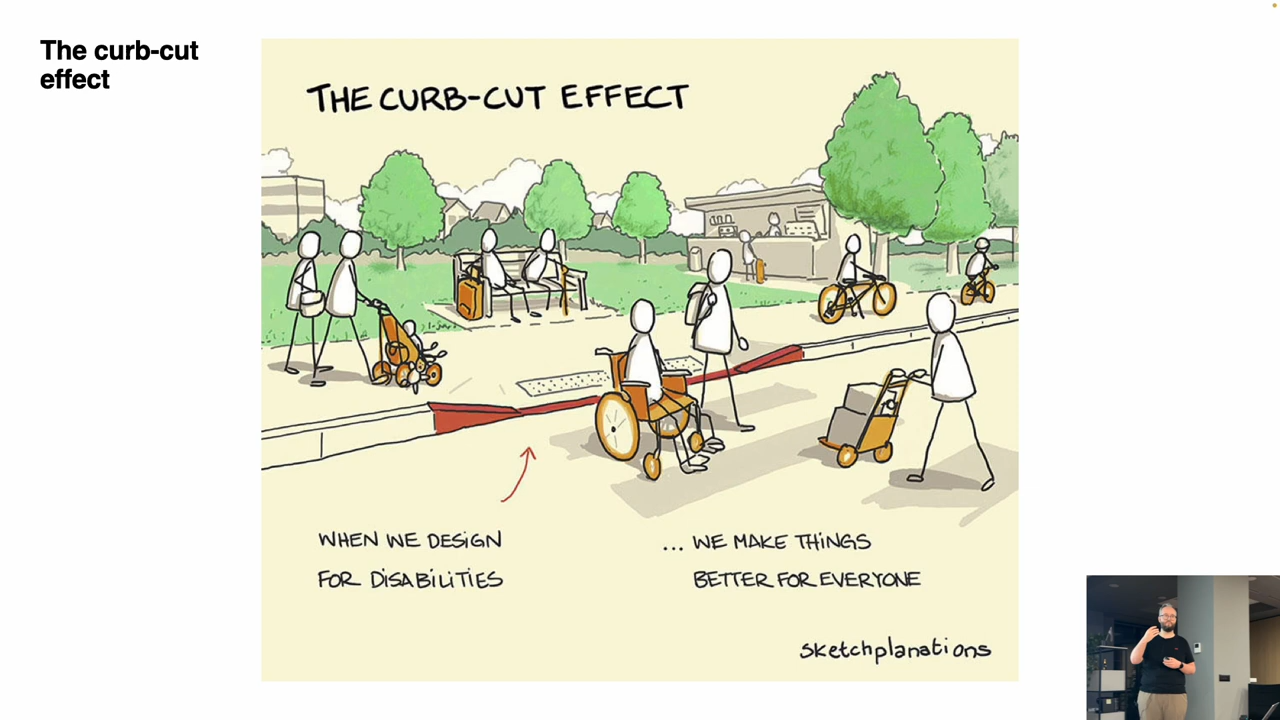 The curb-cut
effect
THE CURB-CUT EFFECT
WHEN WE DESIGN
FOR DISABILITIES
... WE MAKE THINGS
BETTER FOR EVERYONE
sketchplanations